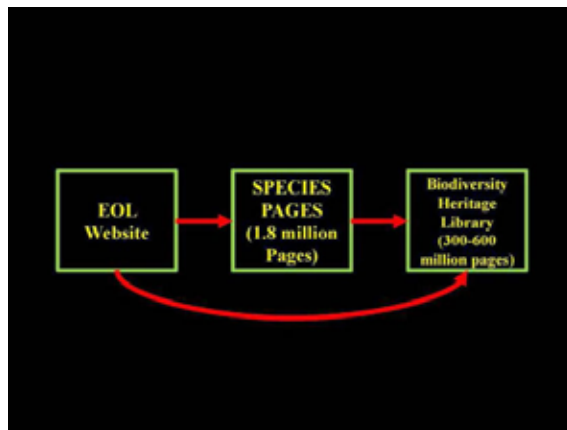 EOL
Website
SPECIES
PAGES
(1.8 million
Pages)
Biodiversity
Heritage
Library
(300-600
million pages)